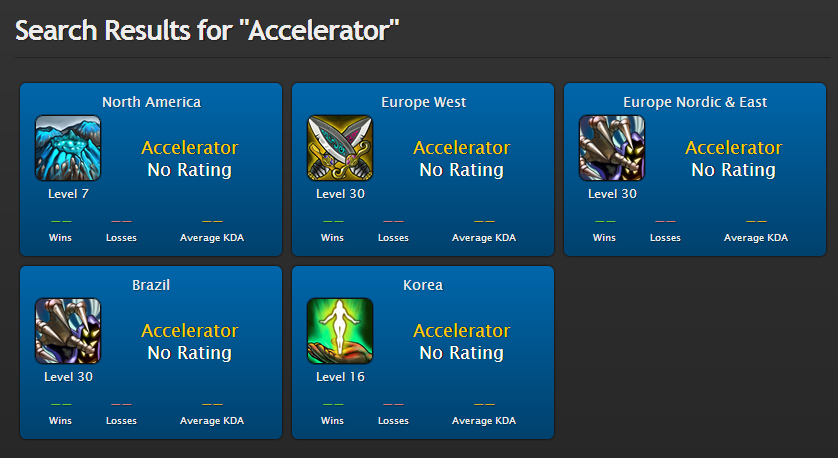 Search Results for "Accelerator"
North America
Accelerator
No Rating
Level 7
-- -- --
Wins Losses Average KDA
Europe West
Accelerator
No Rating
Level 30
-- -- --
Wins Losses Average KDA
Europe Nordic & East
Accelerator
No Rating
Level 30
-- -- --
Wins Losses Average KDA
Brazil
Accelerator
No Rating
Level 30
-- -- --
Wins Losses Average KDA
Korea
Accelerator
No Rating
Level 16
-- -- --
Wins Losses Average KDA